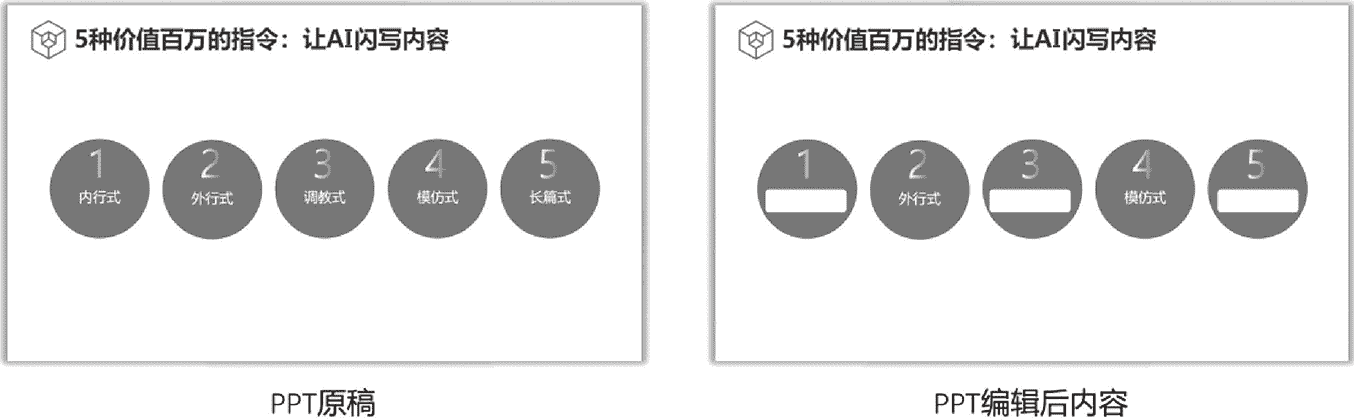 5种价值百万的指令：让AI闪写内容
1 2 3 4 5
内行式 外行式 调教式 模仿式 长篇式
PPT原稿
5种价值百万的指令：让AI闪写内容
1 2 3 4 5
外行式 模仿式
PPT编辑后内容